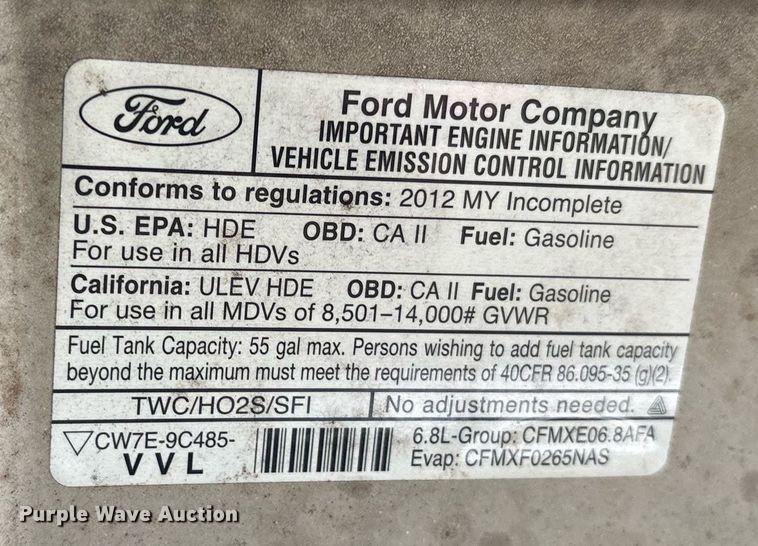 Ford
Ford Motor Company
IMPORTANT ENGINE INFORMATION/
VEHICLE EMISSION CONTROL INFORMATION
Conforms to regulations: 2012 MY Incomplete
U.S. EPA: HDE OBD: CA II Fuel: Gasoline
For use in all HDVs
California: ULEV HDE OBD: CA II Fuel: Gasoline
For use in all MDVs of 8,501-14,000# GVWR
Fuel Tank Capacity: 55 gal max. Persons wishing to add fuel tank capacity
beyond the maximum must meet the requirements of 40CFR 86.095-35 (g)(2).
TWC/HO2S/SFI No adjustments needed.
CW7E-9C485-
VVL
6.8L-Group: CFMXE06.8AFA
Evap: CFMXF0265NAS
Purple Wave Auction